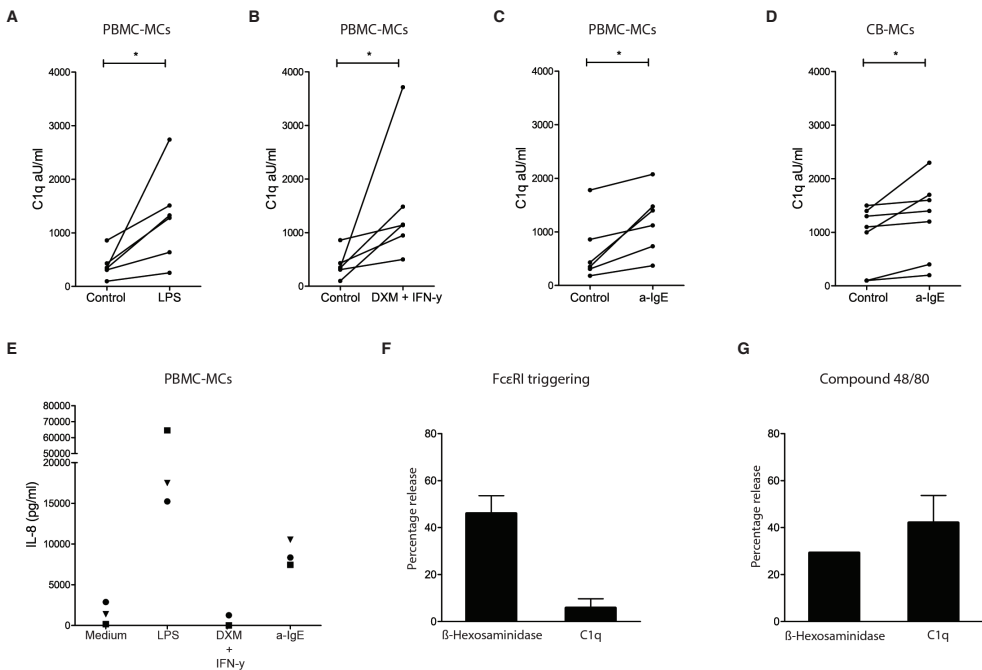 A
PBMC-MCs
*
C1q aU/ml
4000
3000
2000
1000
0
Control
LPS
B
PBMC-MCs
*
C1q aU/ml
4000
3000
2000
1000
0
Control
DXM + IFN-y
C
PBMC-MCs
*
C1q aU/ml
4000
3000
2000
1000
0
Control
a-IgE
D
CB-MCs
*
C1q aU/ml
4000
3000
2000
1000
0
Control
a-IgE
E
PBMC-MCs
IL-8 (pg/ml)
80000
70000
60000
50000
20000
15000
10000
5000
0
Medium
LPS
DXM
+
IFN-y
a-IgE
F
FcεRI triggering
Percentage release
80
60
40
20
0
ß-Hexosaminidase
C1q
G
Compound 48/80
Percentage release
80
60
40
20
0
ß-Hexosaminidase
C1q